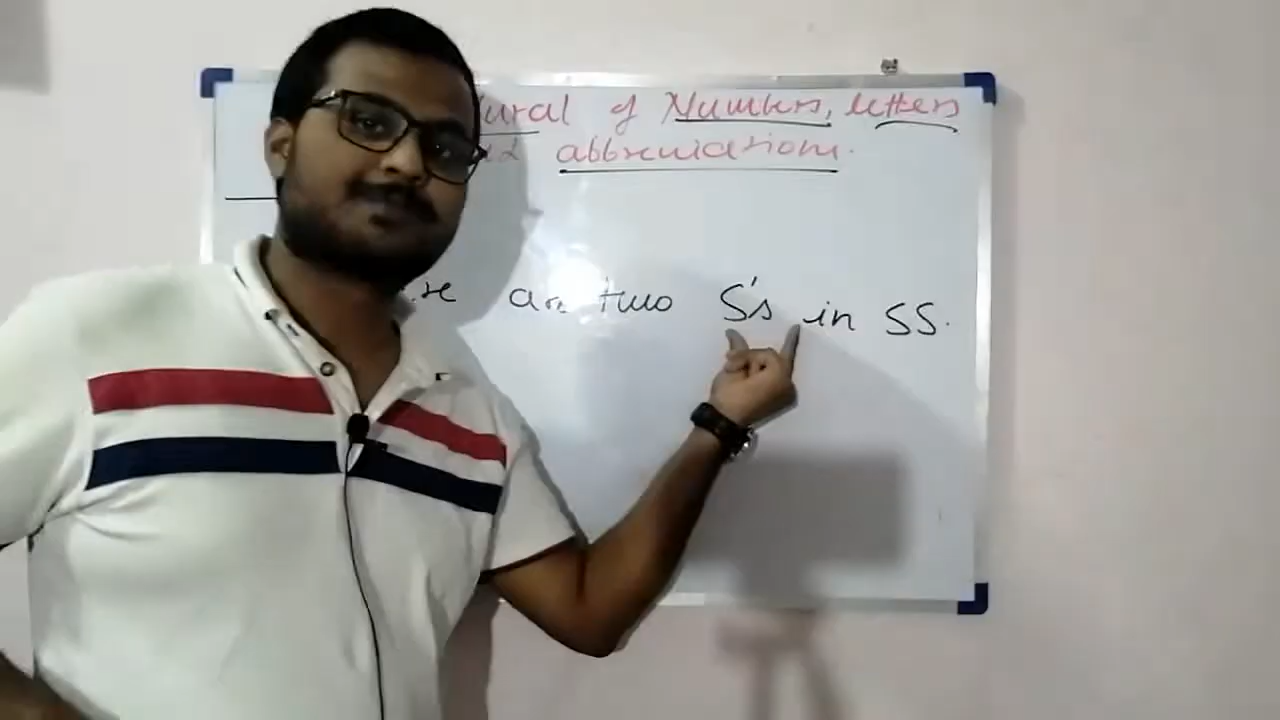 ural of Numbers, letters
abbreviations.
are two S's in SS.